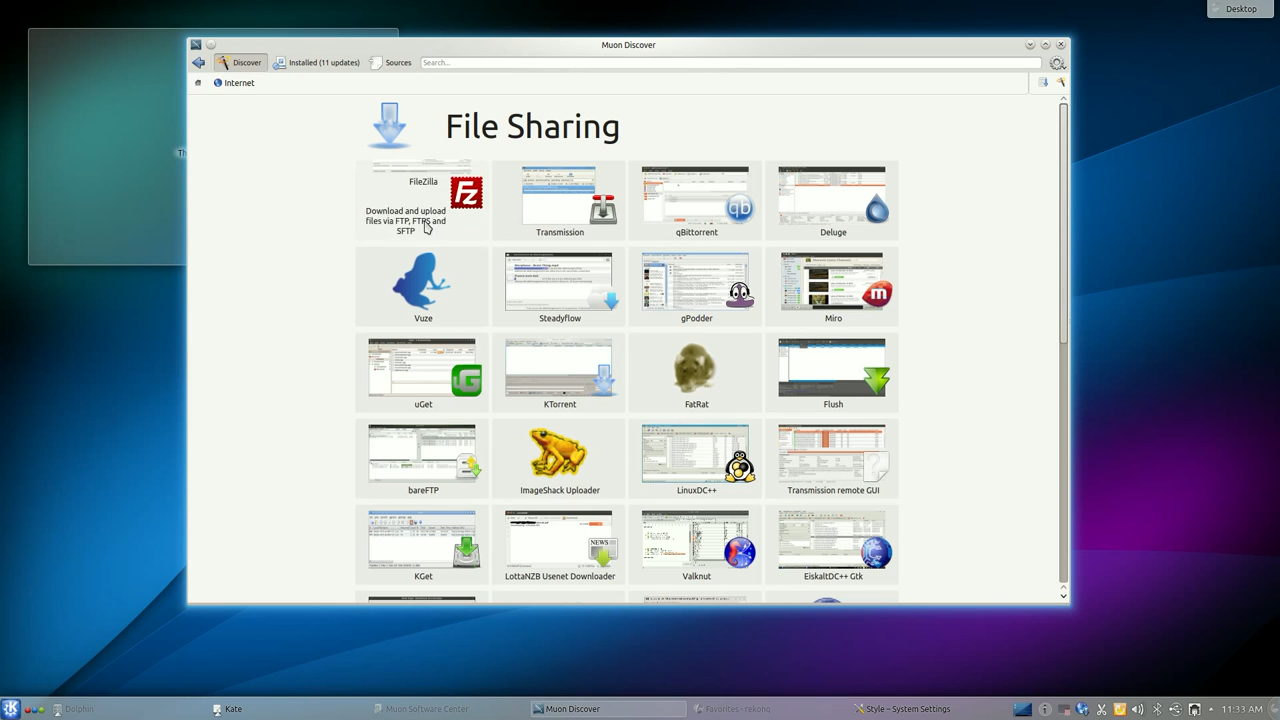 Desktop
Muon Discover
Discover
Installed (11 updates)
Sources
Search...
Internet
File Sharing
FileZilla
Download and upload
files via FTP, FTPS and
SFTP
Transmission
qBittorrent
Deluge
Vuze
Steadyflow
gPodder
Miro
uGet
KTorrent
FatRat
Flush
bareFTP
ImageShack Uploader
LinuxDC++
Transmission remote GUI
KGet
NEWS
LottaNZB Usenet Downloader
Valknut
EiskaltDC++ Gtk
Dolphin
Kate
Muon Software Center
Muon Discover
Favorites – rekonq
Style – System Settings
11:33 AM